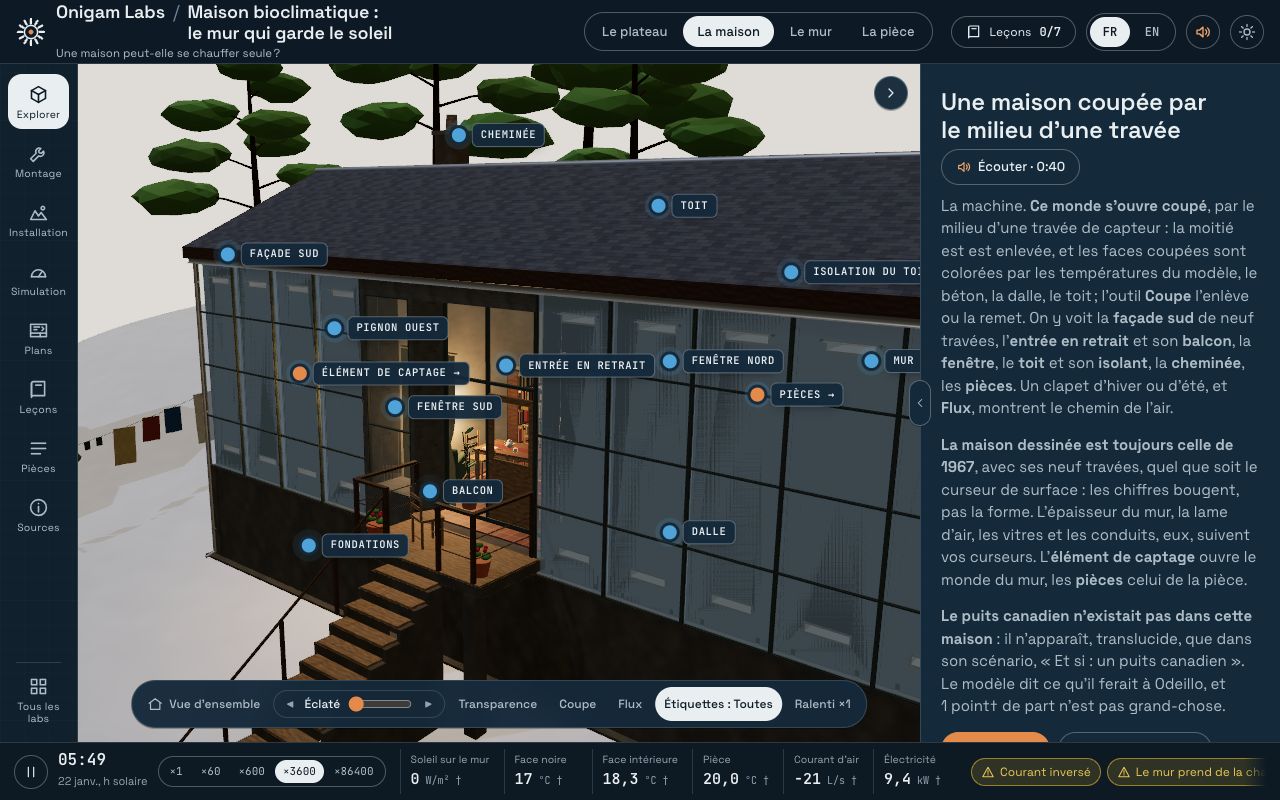 Onigam Labs / Maison bioclimatique :
le mur qui garde le soleil
Une maison peut-elle se chauffer seule ?
Le plateau
La maison
Le mur
La pièce
Leçons 0/7
FR
EN
Explorer
Montage
Installation
Simulation
Plans
Leçons
Pièces
Sources
Tous les
labs
CHEMINÉE
TOIT
FAÇADE SUD
ISOLATION DU TOI
PIGNON OUEST
ÉLÉMENT DE CAPTAGE →
ENTRÉE EN RETRAIT
FENÊTRE NORD
MUR
PIÈCES →
FENÊTRE SUD
BALCON
DALLE
FONDATIONS
Vue d'ensemble
Éclaté
Transparence
Coupe
Flux
Étiquettes : Toutes
Ralenti ×1
Une maison coupée par
le milieu d'une travée
Écouter · 0:40
La machine. Ce monde s'ouvre coupé, par le
milieu d'une travée de capteur : la moitié
est est enlevée, et les faces coupées sont
colorées par les températures du modèle, le
béton, la dalle, le toit ; l'outil Coupe l'enlève
ou la remet. On y voit la façade sud de neuf
travées, l'entrée en retrait et son balcon, la
fenêtre, le toit et son isolant, la cheminée,
les pièces. Un clapet d'hiver ou d'été, et
Flux, montrent le chemin de l'air.
La maison dessinée est toujours celle de
1967, avec ses neuf travées, quel que soit le
curseur de surface : les chiffres bougent,
pas la forme. L'épaisseur du mur, la lame
d'air, les vitres et les conduits, eux, suivent
vos curseurs. L'élément de captage ouvre le
monde du mur, les pièces celui de la pièce.
Le puits canadien n'existait pas dans cette
maison : il n'apparaît, translucide, que dans
son scénario, « Et si : un puits canadien ».
Le modèle dit ce qu'il ferait à Odeillo, et
1 point† de part n'est pas grand-chose.
05:49
22 janv., h solaire
×1
×60
×600
×3600
×86400
Soleil sur le mur
0 W/m² †
Face noire
17 °C †
Face intérieure
18,3 °C †
Pièce
20,0 °C †
Courant d'air
-21 L/s †
Électricité
9,4 kW †
Courant inversé
Le mur prend de la cha